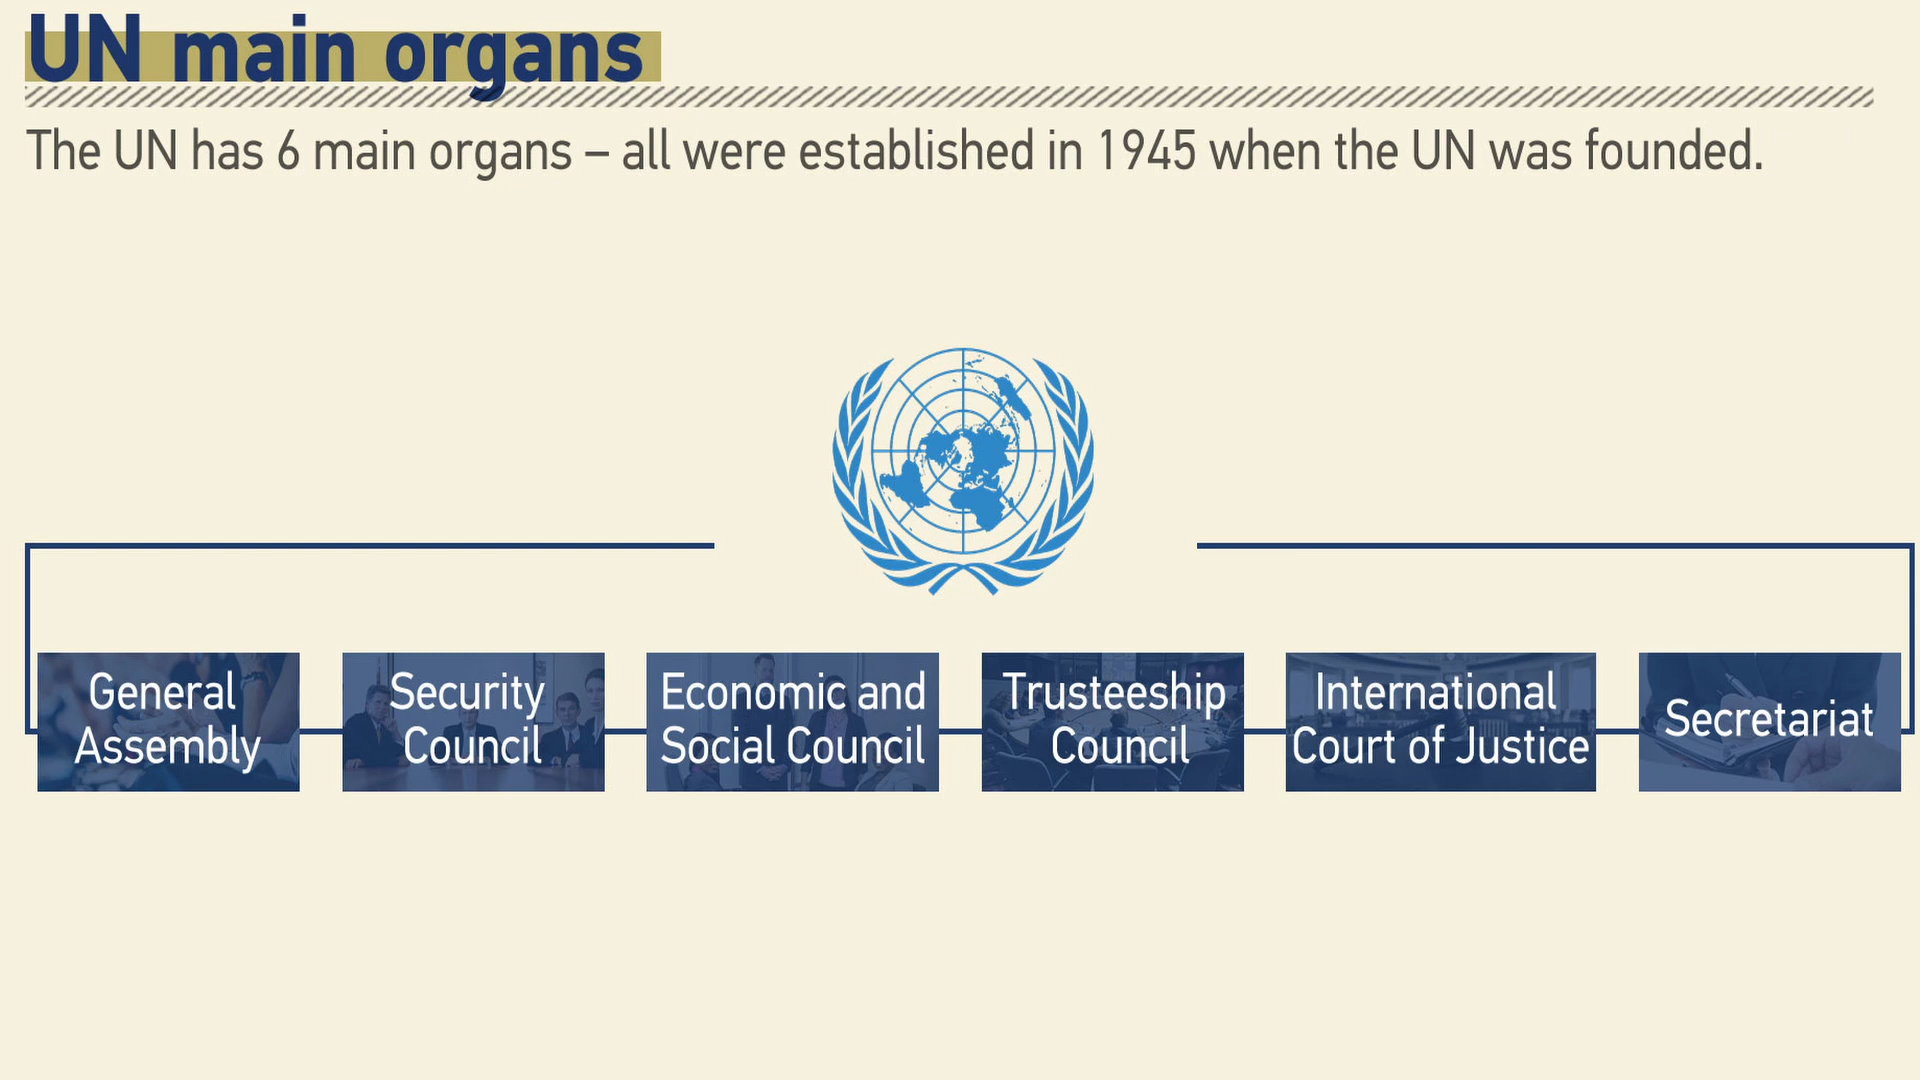 UN main organs
The UN has 6 main organs – all were established in 1945 when the UN was founded.
General
Assembly
Security
Council
Economic and
Social Council
Trusteeship
Council
International
Court of Justice
Secretariat